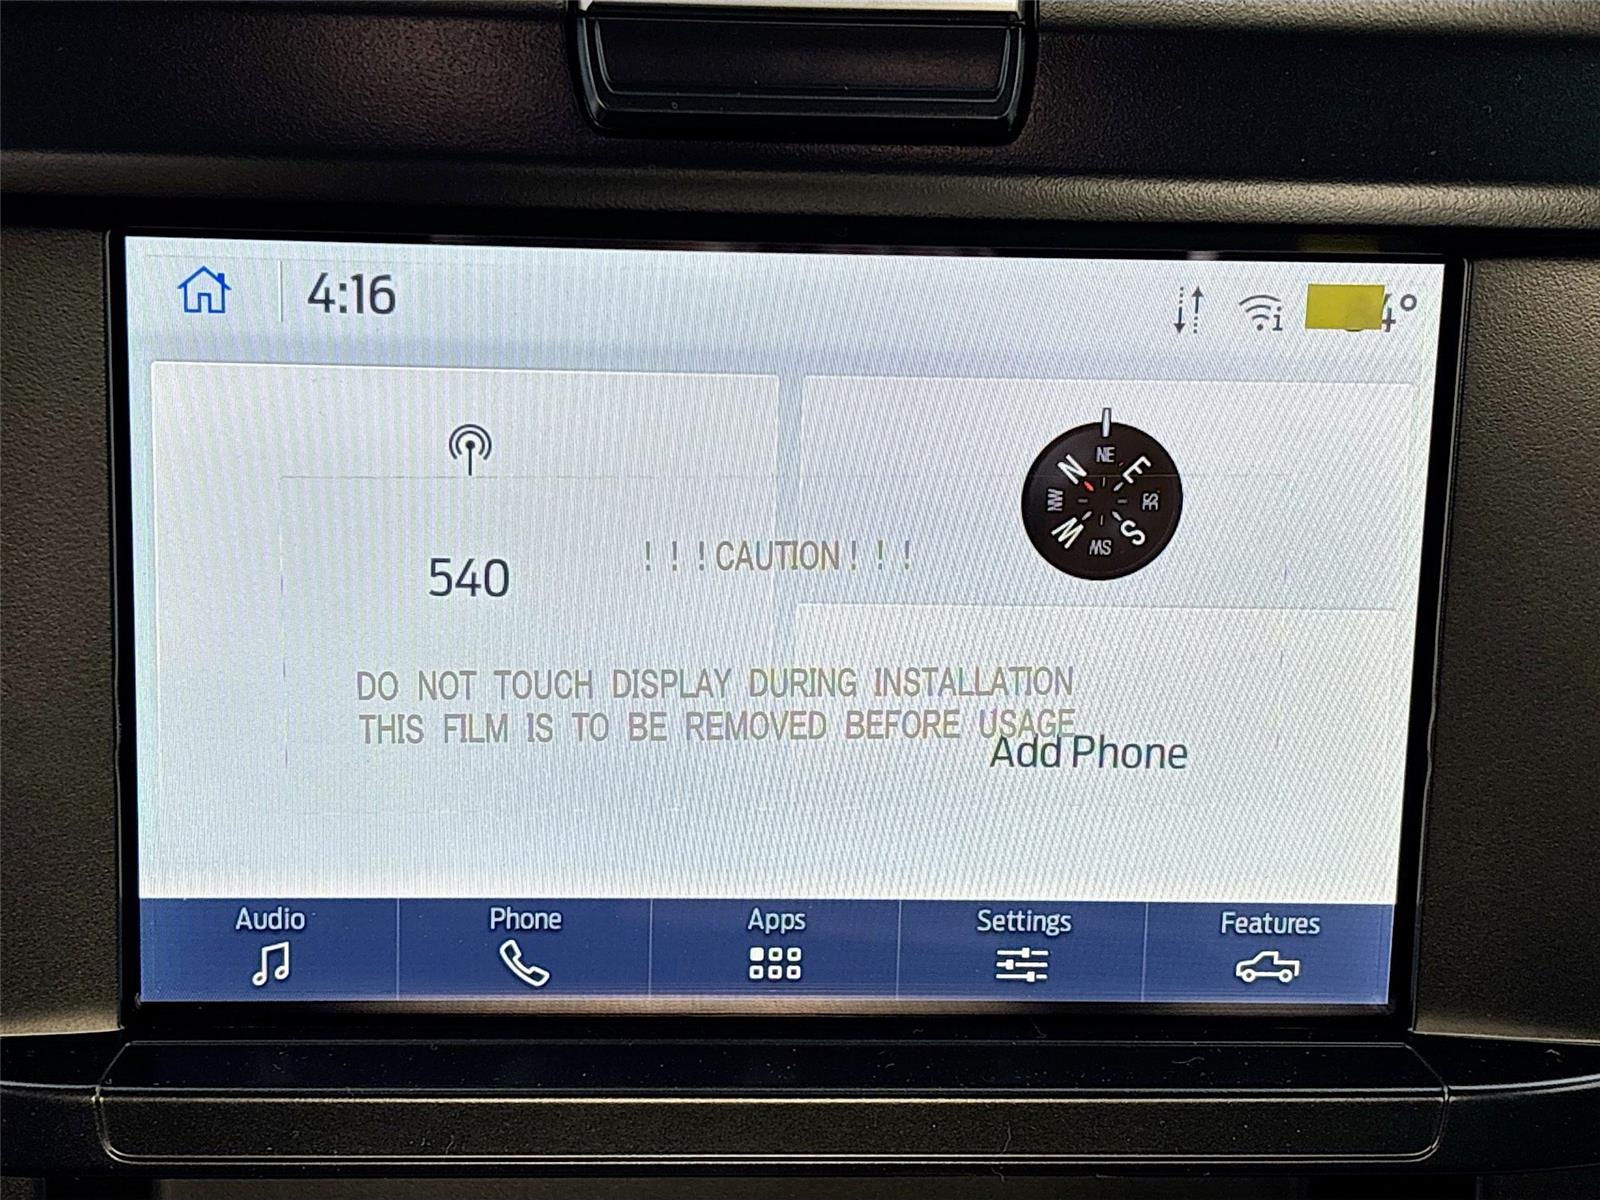 4:16
4°
540
N NE E SE S SW W NW
! ! ! CAUTION ! ! !
DO NOT TOUCH DISPLAY DURING INSTALLATION
THIS FILM IS TO BE REMOVED BEFORE USAGE
Add Phone
Audio Phone Apps Settings Features